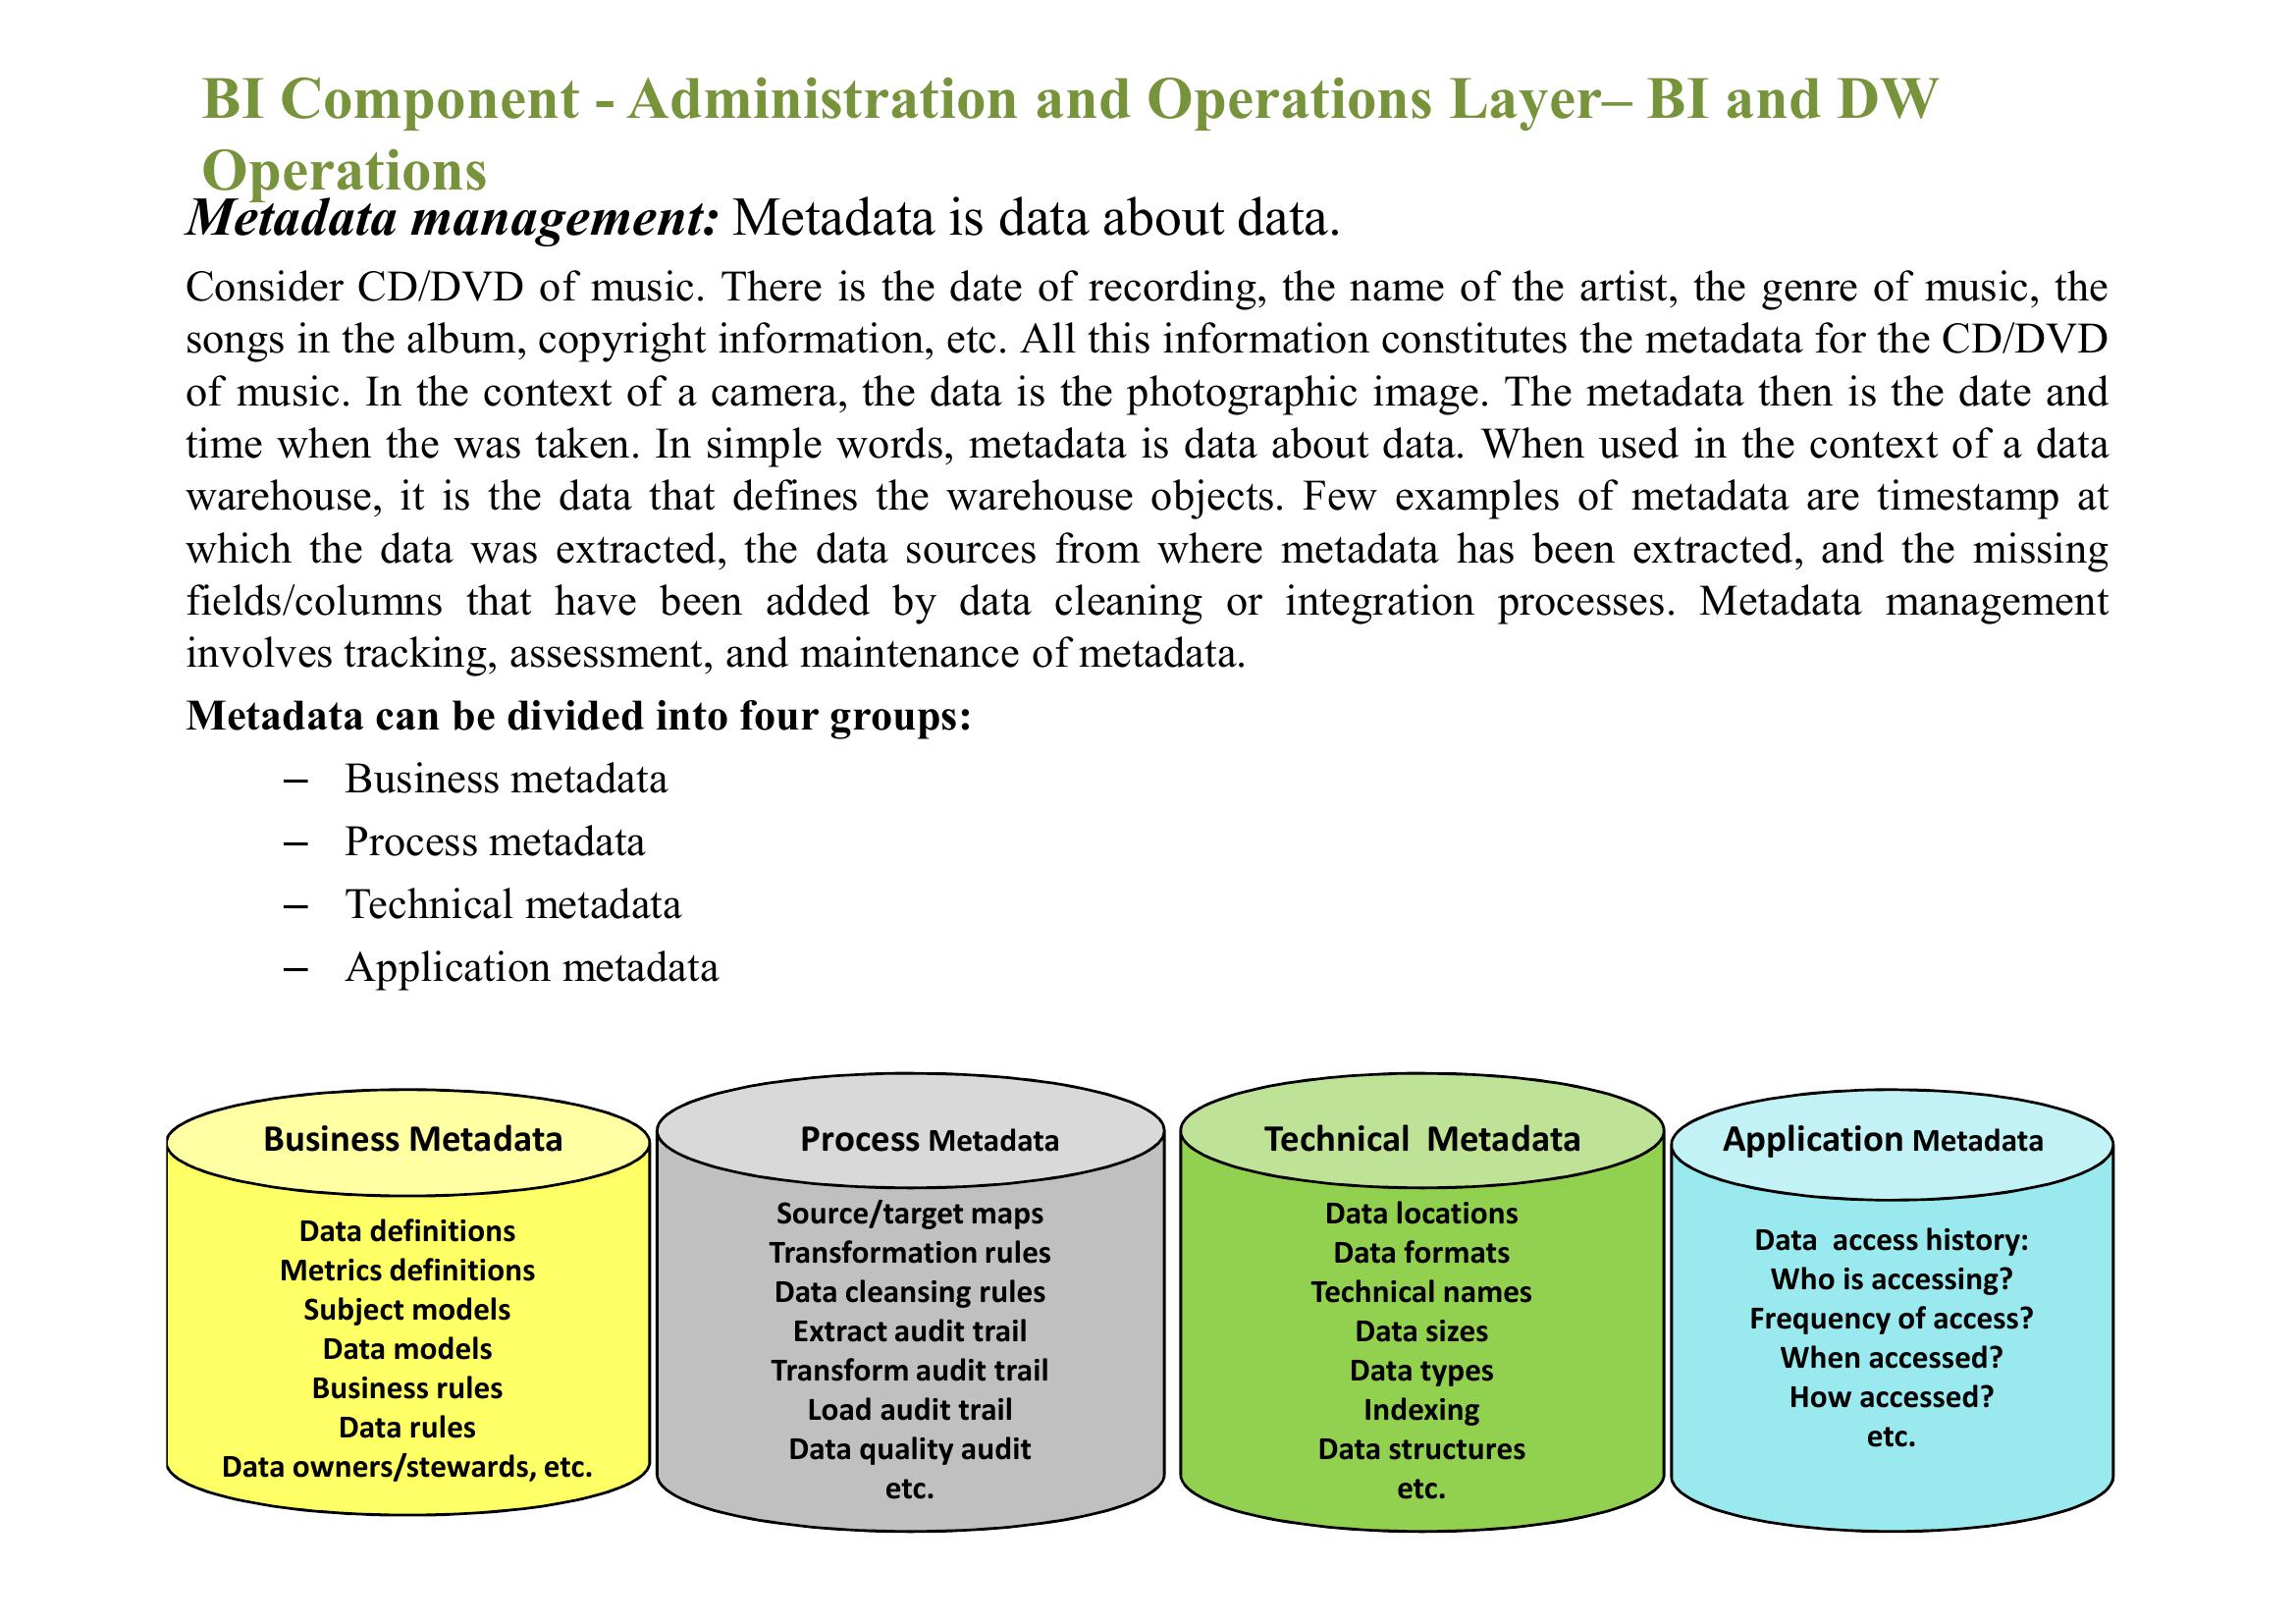 BI Component - Administration and Operations Layer– BI and DW
Operations
Metadata management: Metadata is data about data.
Consider CD/DVD of music. There is the date of recording, the name of the artist, the genre of music, the
songs in the album, copyright information, etc. All this information constitutes the metadata for the CD/DVD
of music. In the context of a camera, the data is the photographic image. The metadata then is the date and
time when the was taken. In simple words, metadata is data about data. When used in the context of a data
warehouse, it is the data that defines the warehouse objects. Few examples of metadata are timestamp at
which the data was extracted, the data sources from where metadata has been extracted, and the missing
fields/columns that have been added by data cleaning or integration processes. Metadata management
involves tracking, assessment, and maintenance of metadata.
Metadata can be divided into four groups:
– Business metadata
– Process metadata
– Technical metadata
– Application metadata
Business Metadata
Data definitions
Metrics definitions
Subject models
Data models
Business rules
Data rules
Data owners/stewards, etc.
Process Metadata
Source/target maps
Transformation rules
Data cleansing rules
Extract audit trail
Transform audit trail
Load audit trail
Data quality audit
etc.
Technical Metadata
Data locations
Data formats
Technical names
Data sizes
Data types
Indexing
Data structures
etc.
Application Metadata
Data access history:
Who is accessing?
Frequency of access?
When accessed?
How accessed?
etc.